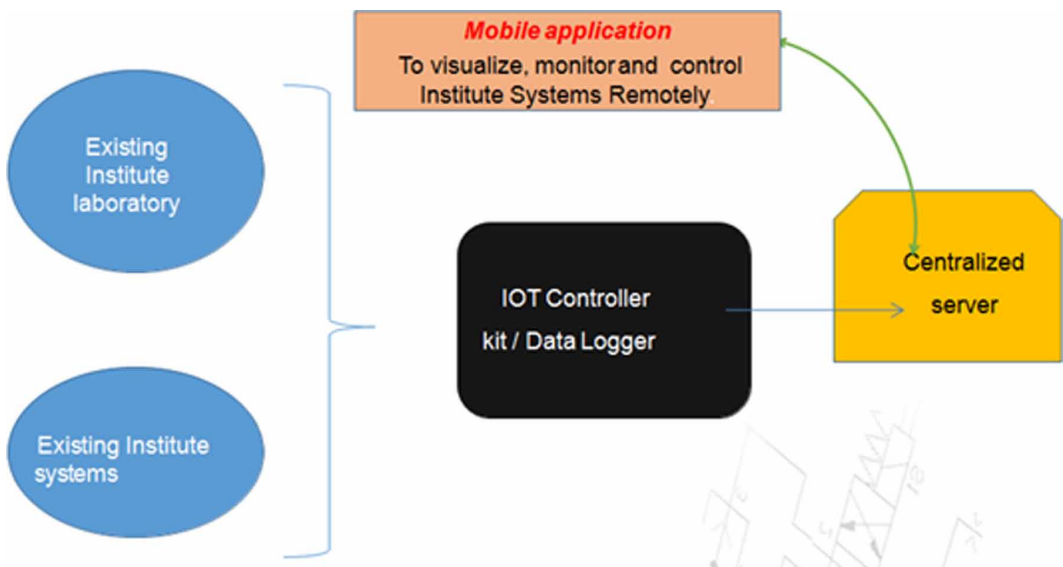 Mobile application
To visualize, monitor and control
Institute Systems Remotely.
Existing
Institute
laboratory
IOT Controller
kit / Data Logger
Centralized
server
Existing Institute
systems